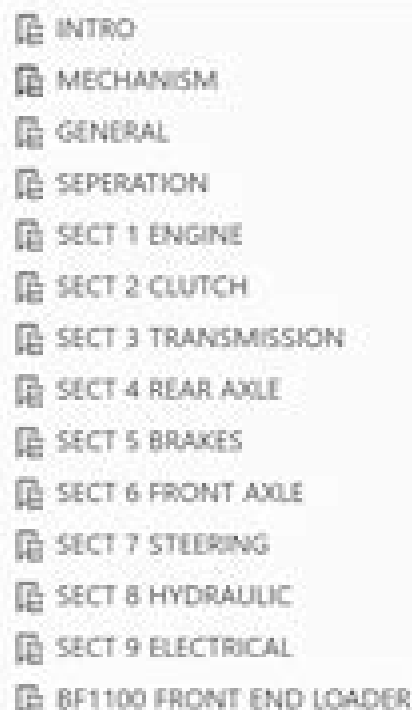 INTRO
MECHANISM
GENERAL
SEPERATION
SECT 1 ENGINE
SECT 2 CLUTCH
SECT 3 TRANSMISSION
SECT 4 REAR AXLE
SECT 5 BRAKES
SECT 6 FRONT AXLE
SECT 7 STEERING
SECT 8 HYDRAULIC
SECT 9 ELECTRICAL
BF1100 FRONT END LOADER